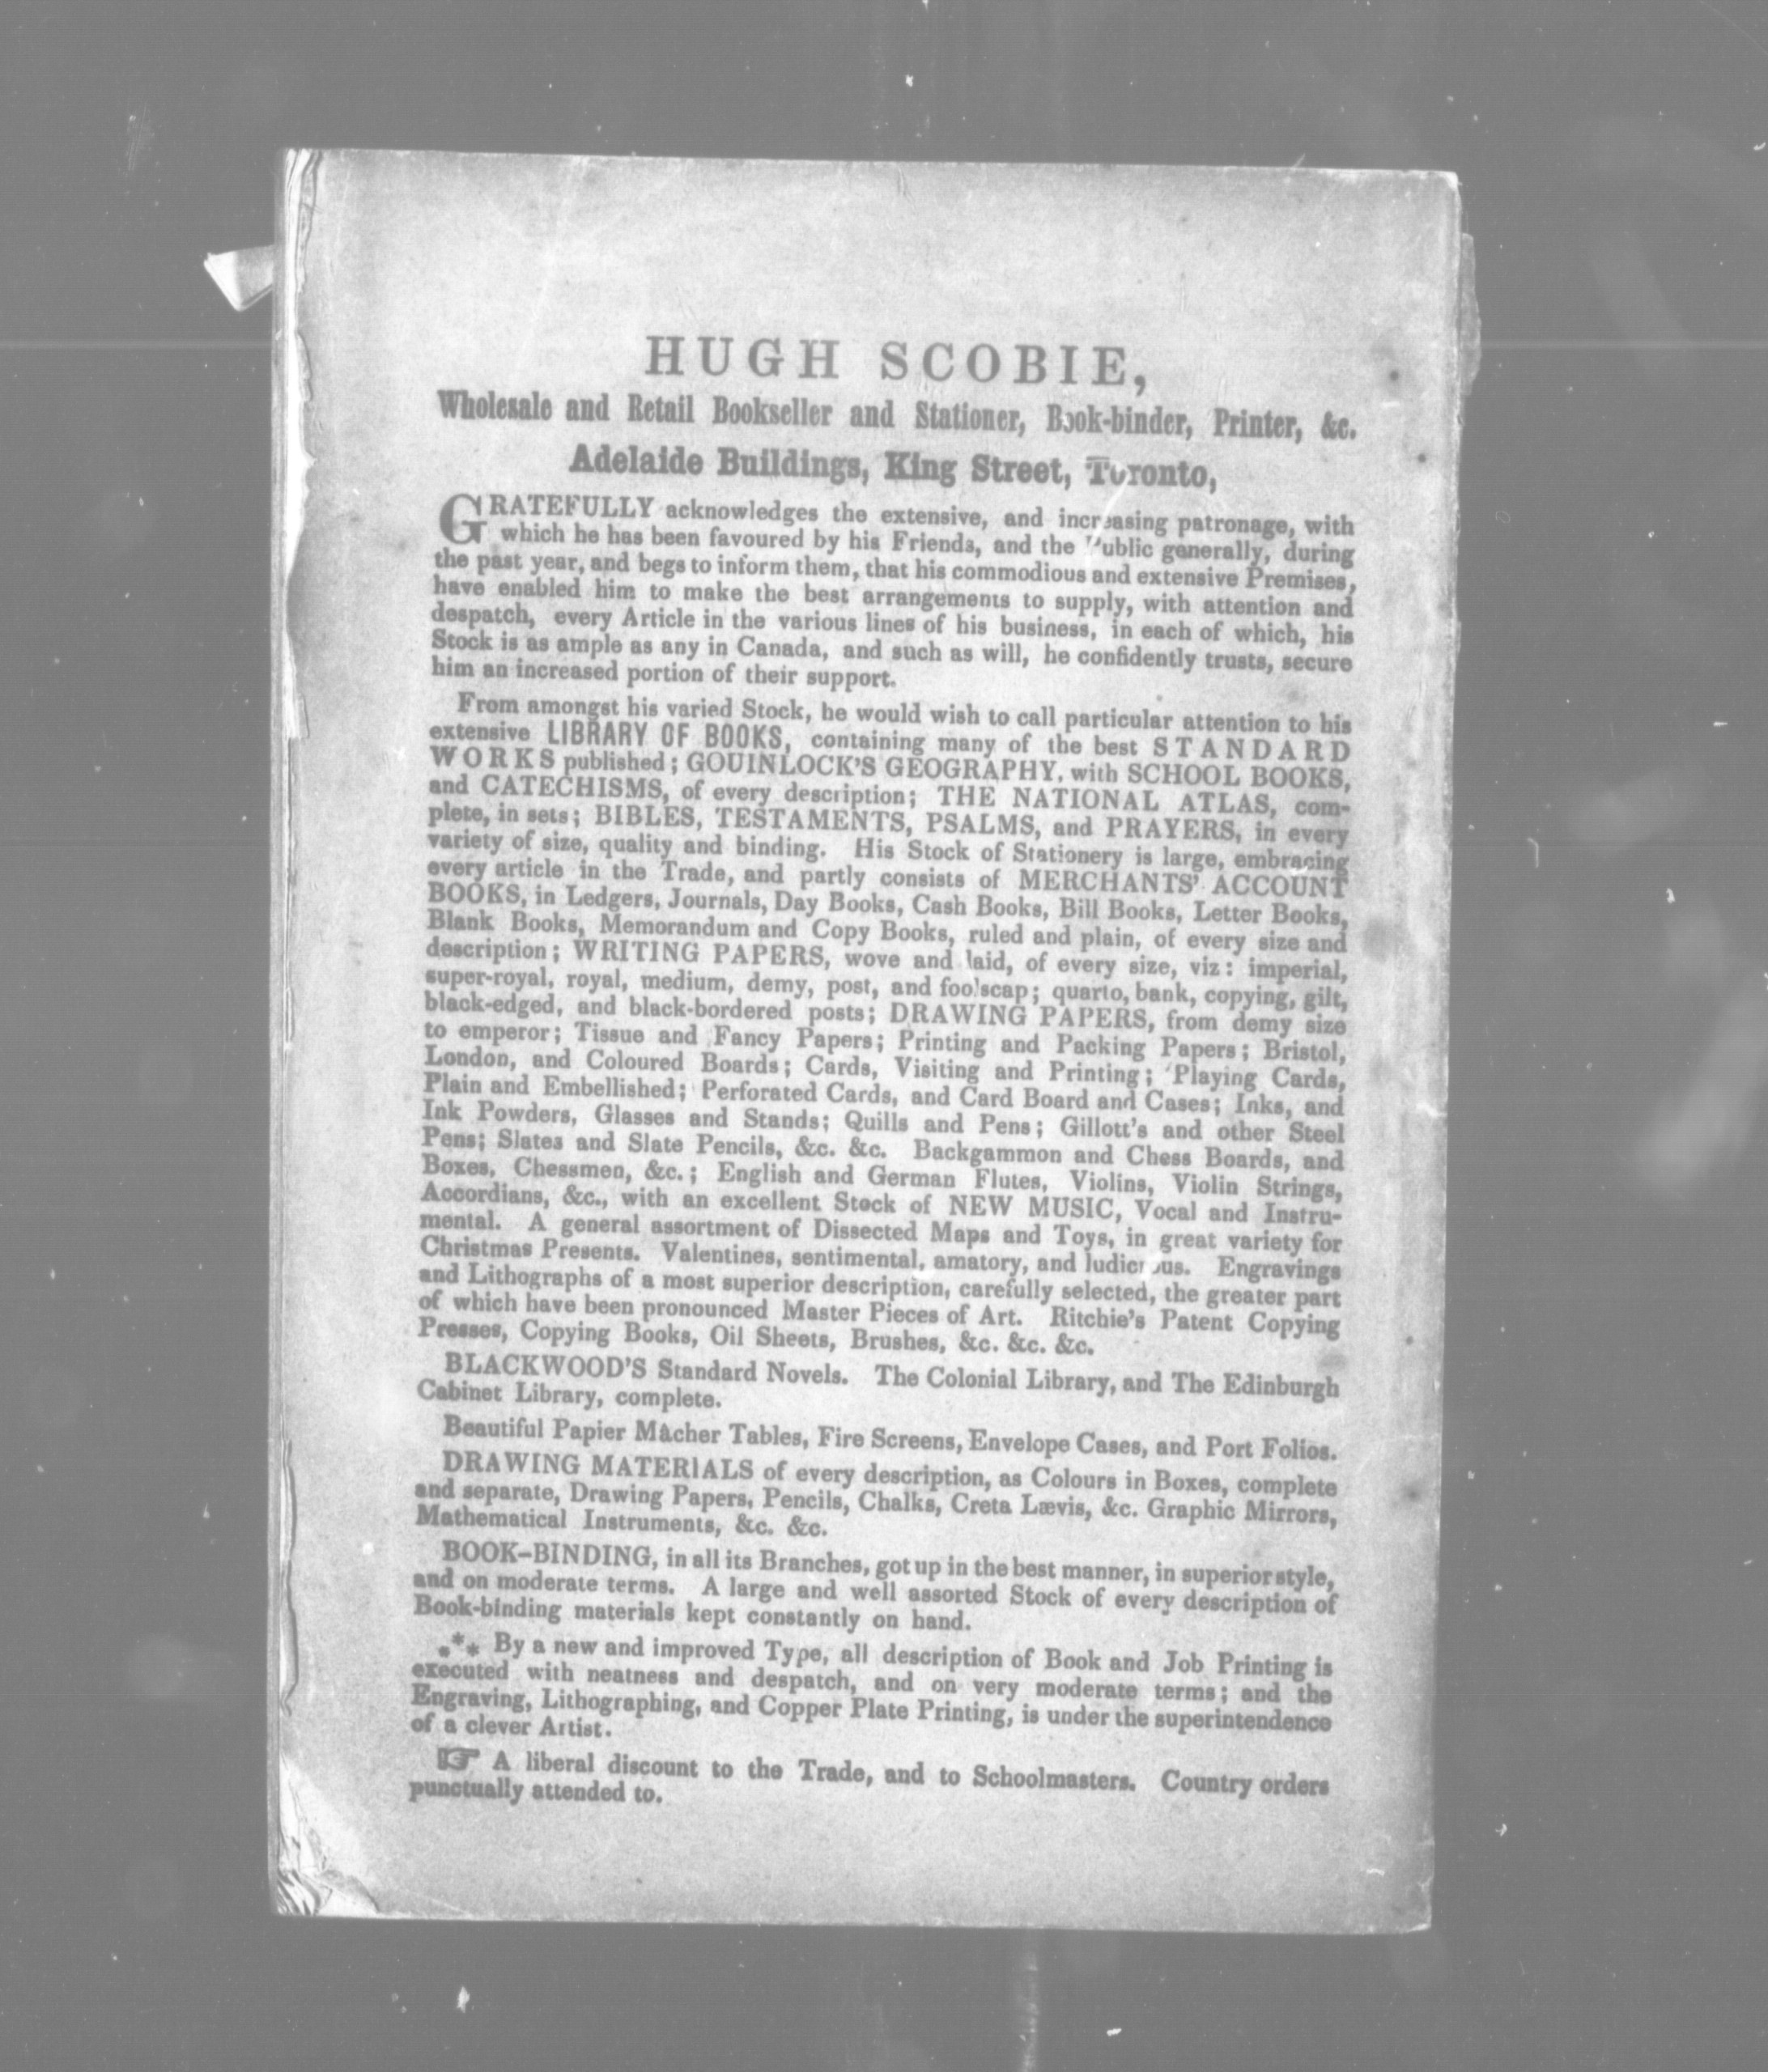 HUGH SCOBIE,
Wholesale and Retail Bookseller and Stationer, Book-binder, Printer, &c.
Adelaide Buildings, King Street, Toronto,
GRATEFULLY acknowledges the extensive, and increasing patronage, with
which he has been favoured by his Friends, and the Public generally, during
the past year, and begs to inform them, that his commodious and extensive Premises,
have enabled him to make the best arrangements to supply, with attention and
despatch, every Article in the various lines of his business, in each of which, his
Stock is as ample as any in Canada, and such as will, he confidently trusts, secure
him an increased portion of their support.
From amongst his varied Stock, he would wish to call particular attention to his
extensive LIBRARY OF BOOKS, containing many of the best STANDARD
WORKS published; GOUINLOCK'S GEOGRAPHY, with SCHOOL BOOKS,
and CATECHISMS, of every description; THE NATIONAL ATLAS, com-
plete, in sets; BIBLES, TESTAMENTS, PSALMS, and PRAYERS, in every
variety of size, quality and binding. His Stock of Stationery is large, embracing
every article in the Trade, and partly consists of MERCHANTS' ACCOUNT
BOOKS, in Ledgers, Journals, Day Books, Cash Books, Bill Books, Letter Books,
Blank Books, Memorandum and Copy Books, ruled and plain, of every size and
description; WRITING PAPERS, wove and laid, of every size, viz: imperial,
super-royal, royal, medium, demy, post, and foolscap; quarto, bank, copying, gilt,
black-edged, and black-bordered posts; DRAWING PAPERS, from demy size
to emperor; Tissue and Fancy Papers; Printing and Packing Papers; Bristol,
London, and Coloured Boards; Cards, Visiting and Printing; Playing Cards,
Plain and Embellished; Perforated Cards, and Card Board and Cases; Inks, and
Ink Powders, Glasses and Stands; Quills and Pens; Gillott's and other Steel
Pens; Slates and Slate Pencils, &c. &c. Backgammon and Chess Boards, and
Boxes, Chessmen, &c.; English and German Flutes, Violins, Violin Strings,
Accordians, &c., with an excellent Stock of NEW MUSIC, Vocal and Instru-
mental. A general assortment of Dissected Maps and Toys, in great variety for
Christmas Presents. Valentines, sentimental, amatory, and ludicrous. Engravings
and Lithographs of a most superior description, carefully selected, the greater part
of which have been pronounced Master Pieces of Art. Ritchie's Patent Copying
Presses, Copying Books, Oil Sheets, Brushes, &c. &c. &c.
BLACKWOOD'S Standard Novels. The Colonial Library, and The Edinburgh
Cabinet Library, complete.
Beautiful Papier Mâcher Tables, Fire Screens, Envelope Cases, and Port Folios.
DRAWING MATERIALS of every description, as Colours in Boxes, complete
and separate, Drawing Papers, Pencils, Chalks, Creta Lævis, &c. Graphic Mirrors,
Mathematical Instruments, &c. &c.
BOOK-BINDING, in all its Branches, got up in the best manner, in superior style,
and on moderate terms. A large and well assorted Stock of every description of
Book-binding materials kept constantly on hand.
⁂ By a new and improved Type, all description of Book and Job Printing is
executed with neatness and despatch, and on very moderate terms; and the
Engraving, Lithographing, and Copper Plate Printing, is under the superintendence
of a clever Artist.
☞ A liberal discount to the Trade, and to Schoolmasters. Country orders
punctually attended to.